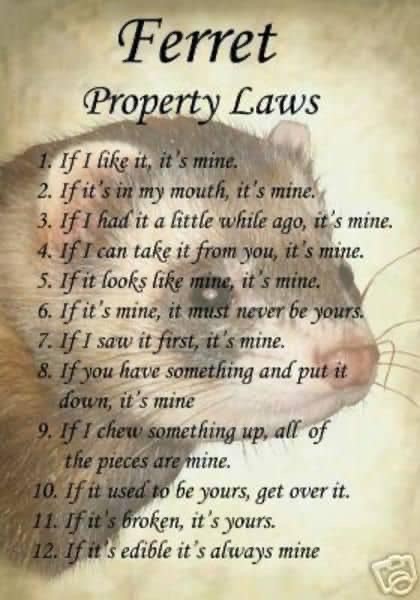 Ferret
Property Laws
1. If I like it, it's mine.
2. If it's in my mouth, it's mine.
3. If I had it a little while ago, it's mine.
4. If I can take it from you, it's mine.
5. If it looks like mine, it's mine.
6. If it's mine, it must never be yours.
7. If I saw it first, it's mine.
8. If you have something and put it
down, it's mine
9. If I chew something up, all of
the pieces are mine.
10. If it used to be yours, get over it.
11. If it's broken, it's yours.
12. If it's edible it's always mine